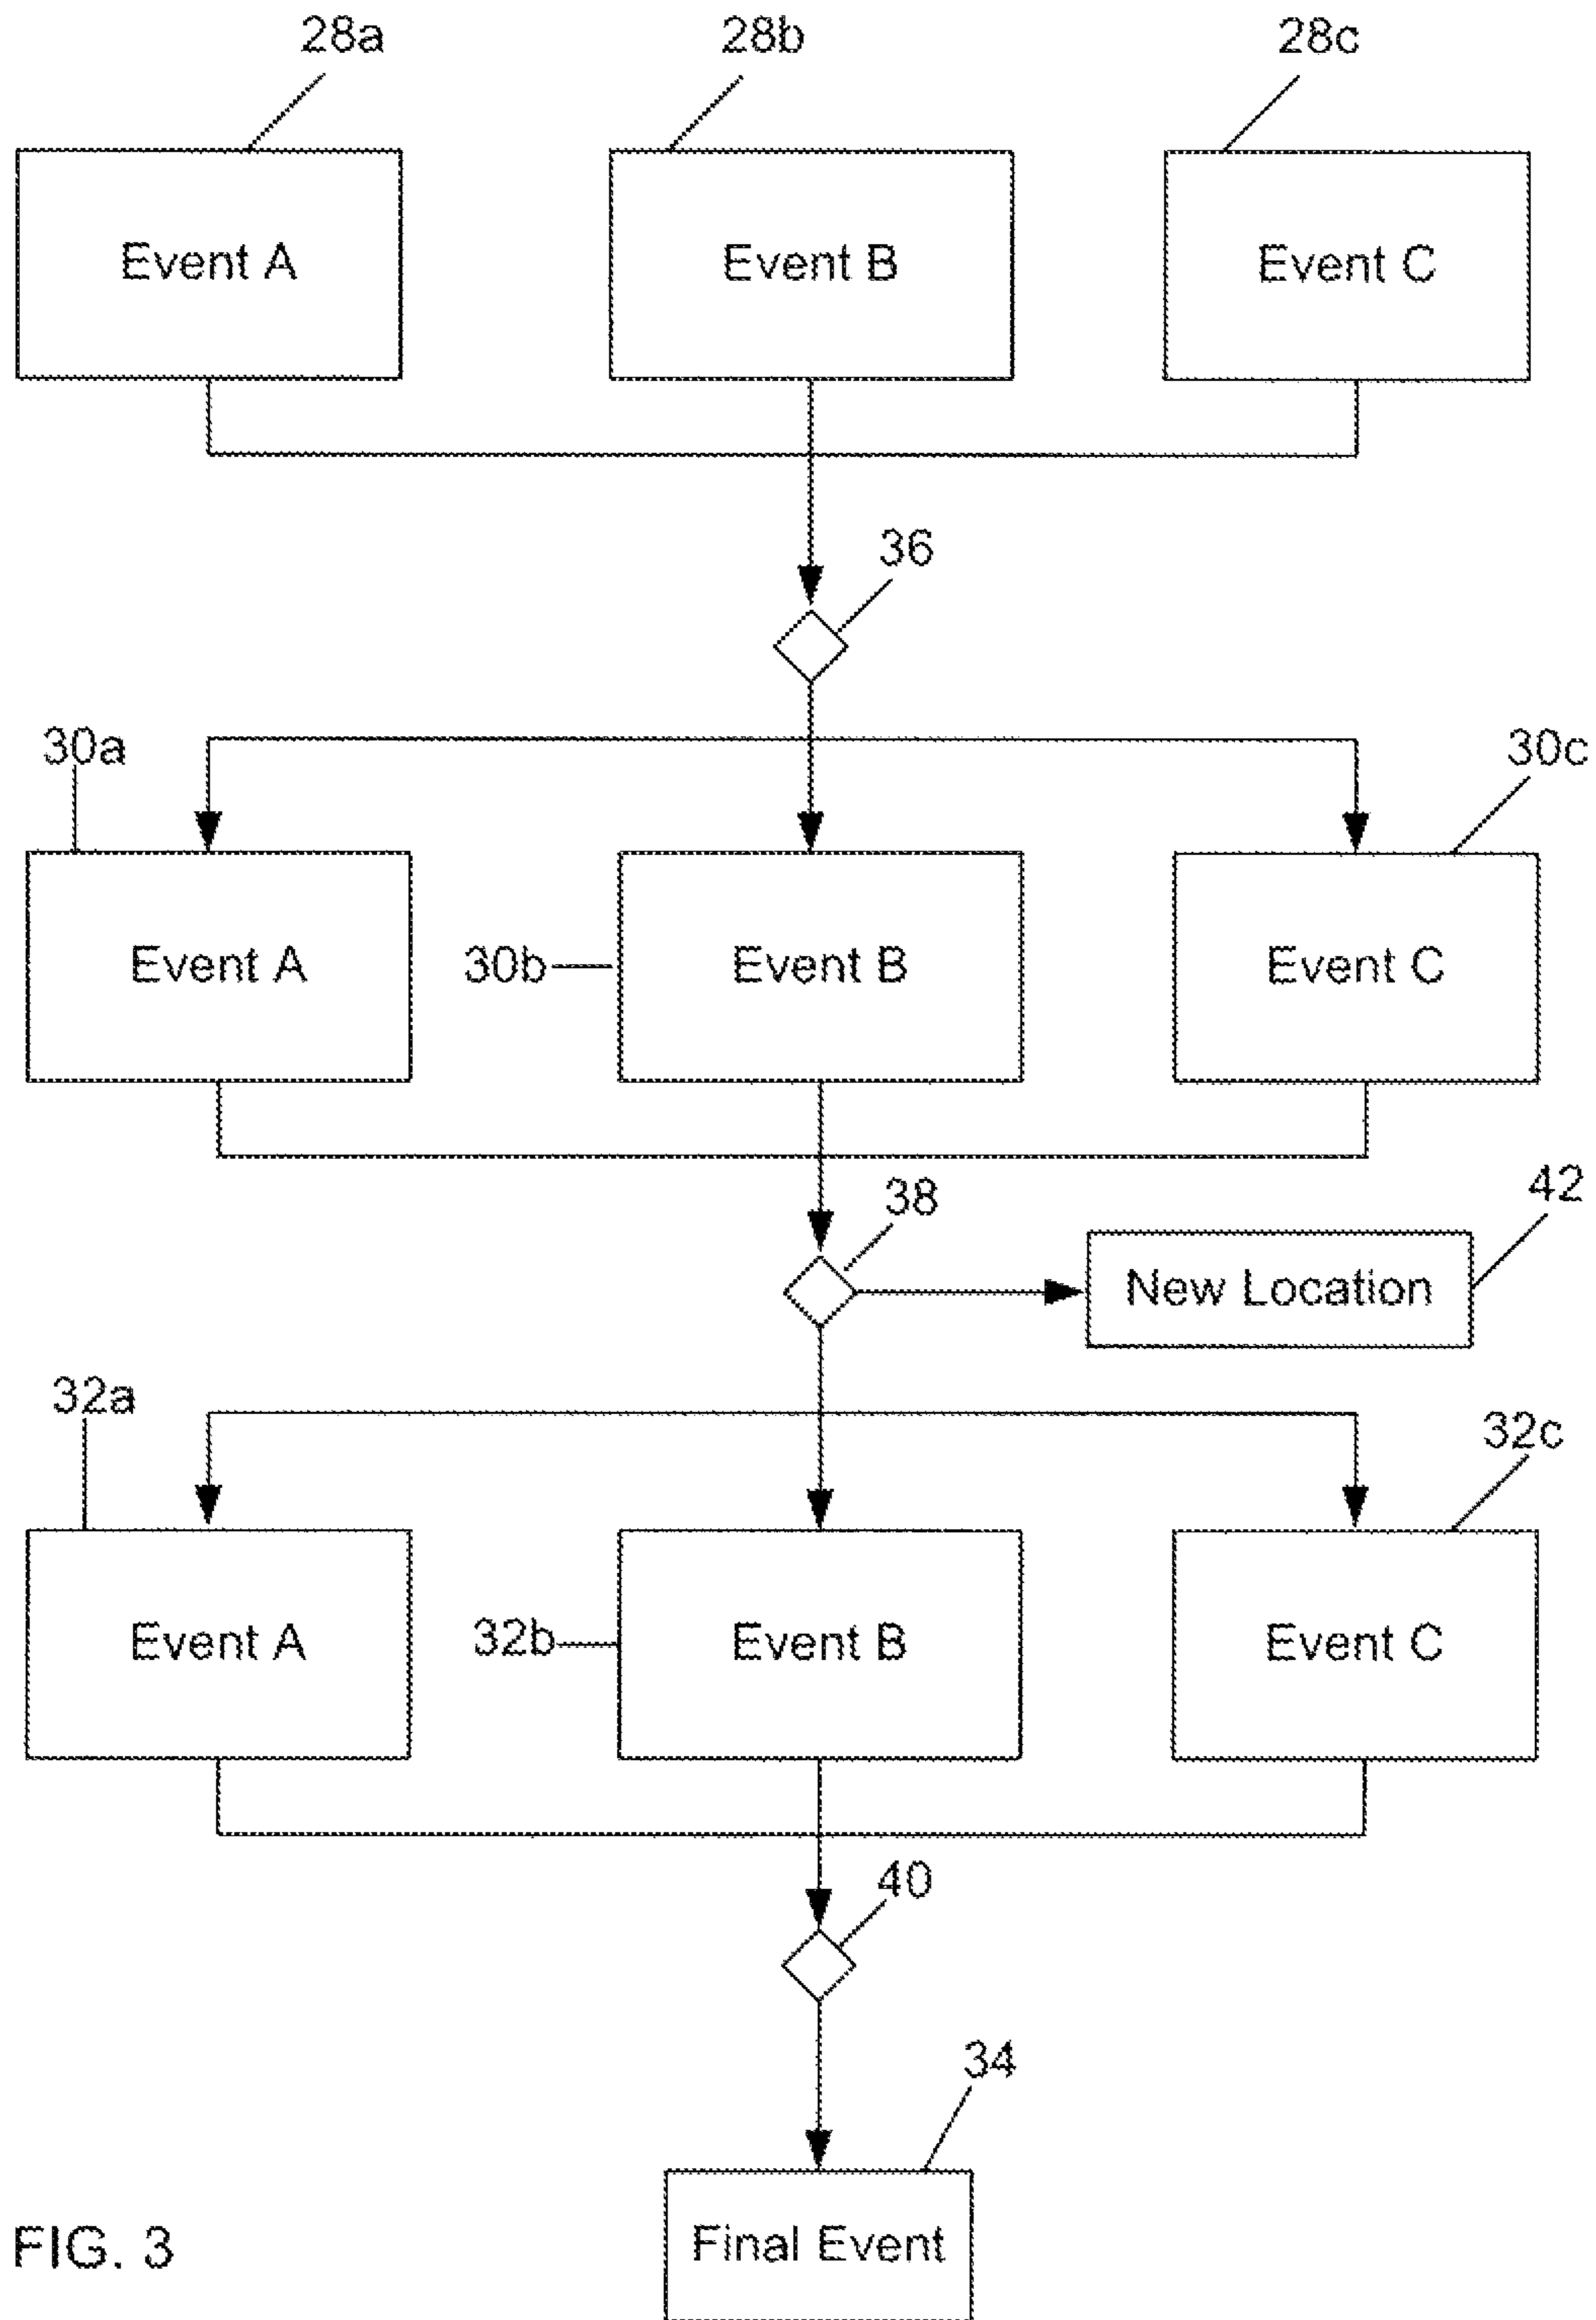 28a
28b
28c
Event A
Event B
Event C
36
30a
30c
Event A
30b
Event B
Event C
38
42
New Location
32a
32c
Event A
32b
Event B
Event C
40
34
Final Event
FIG. 3